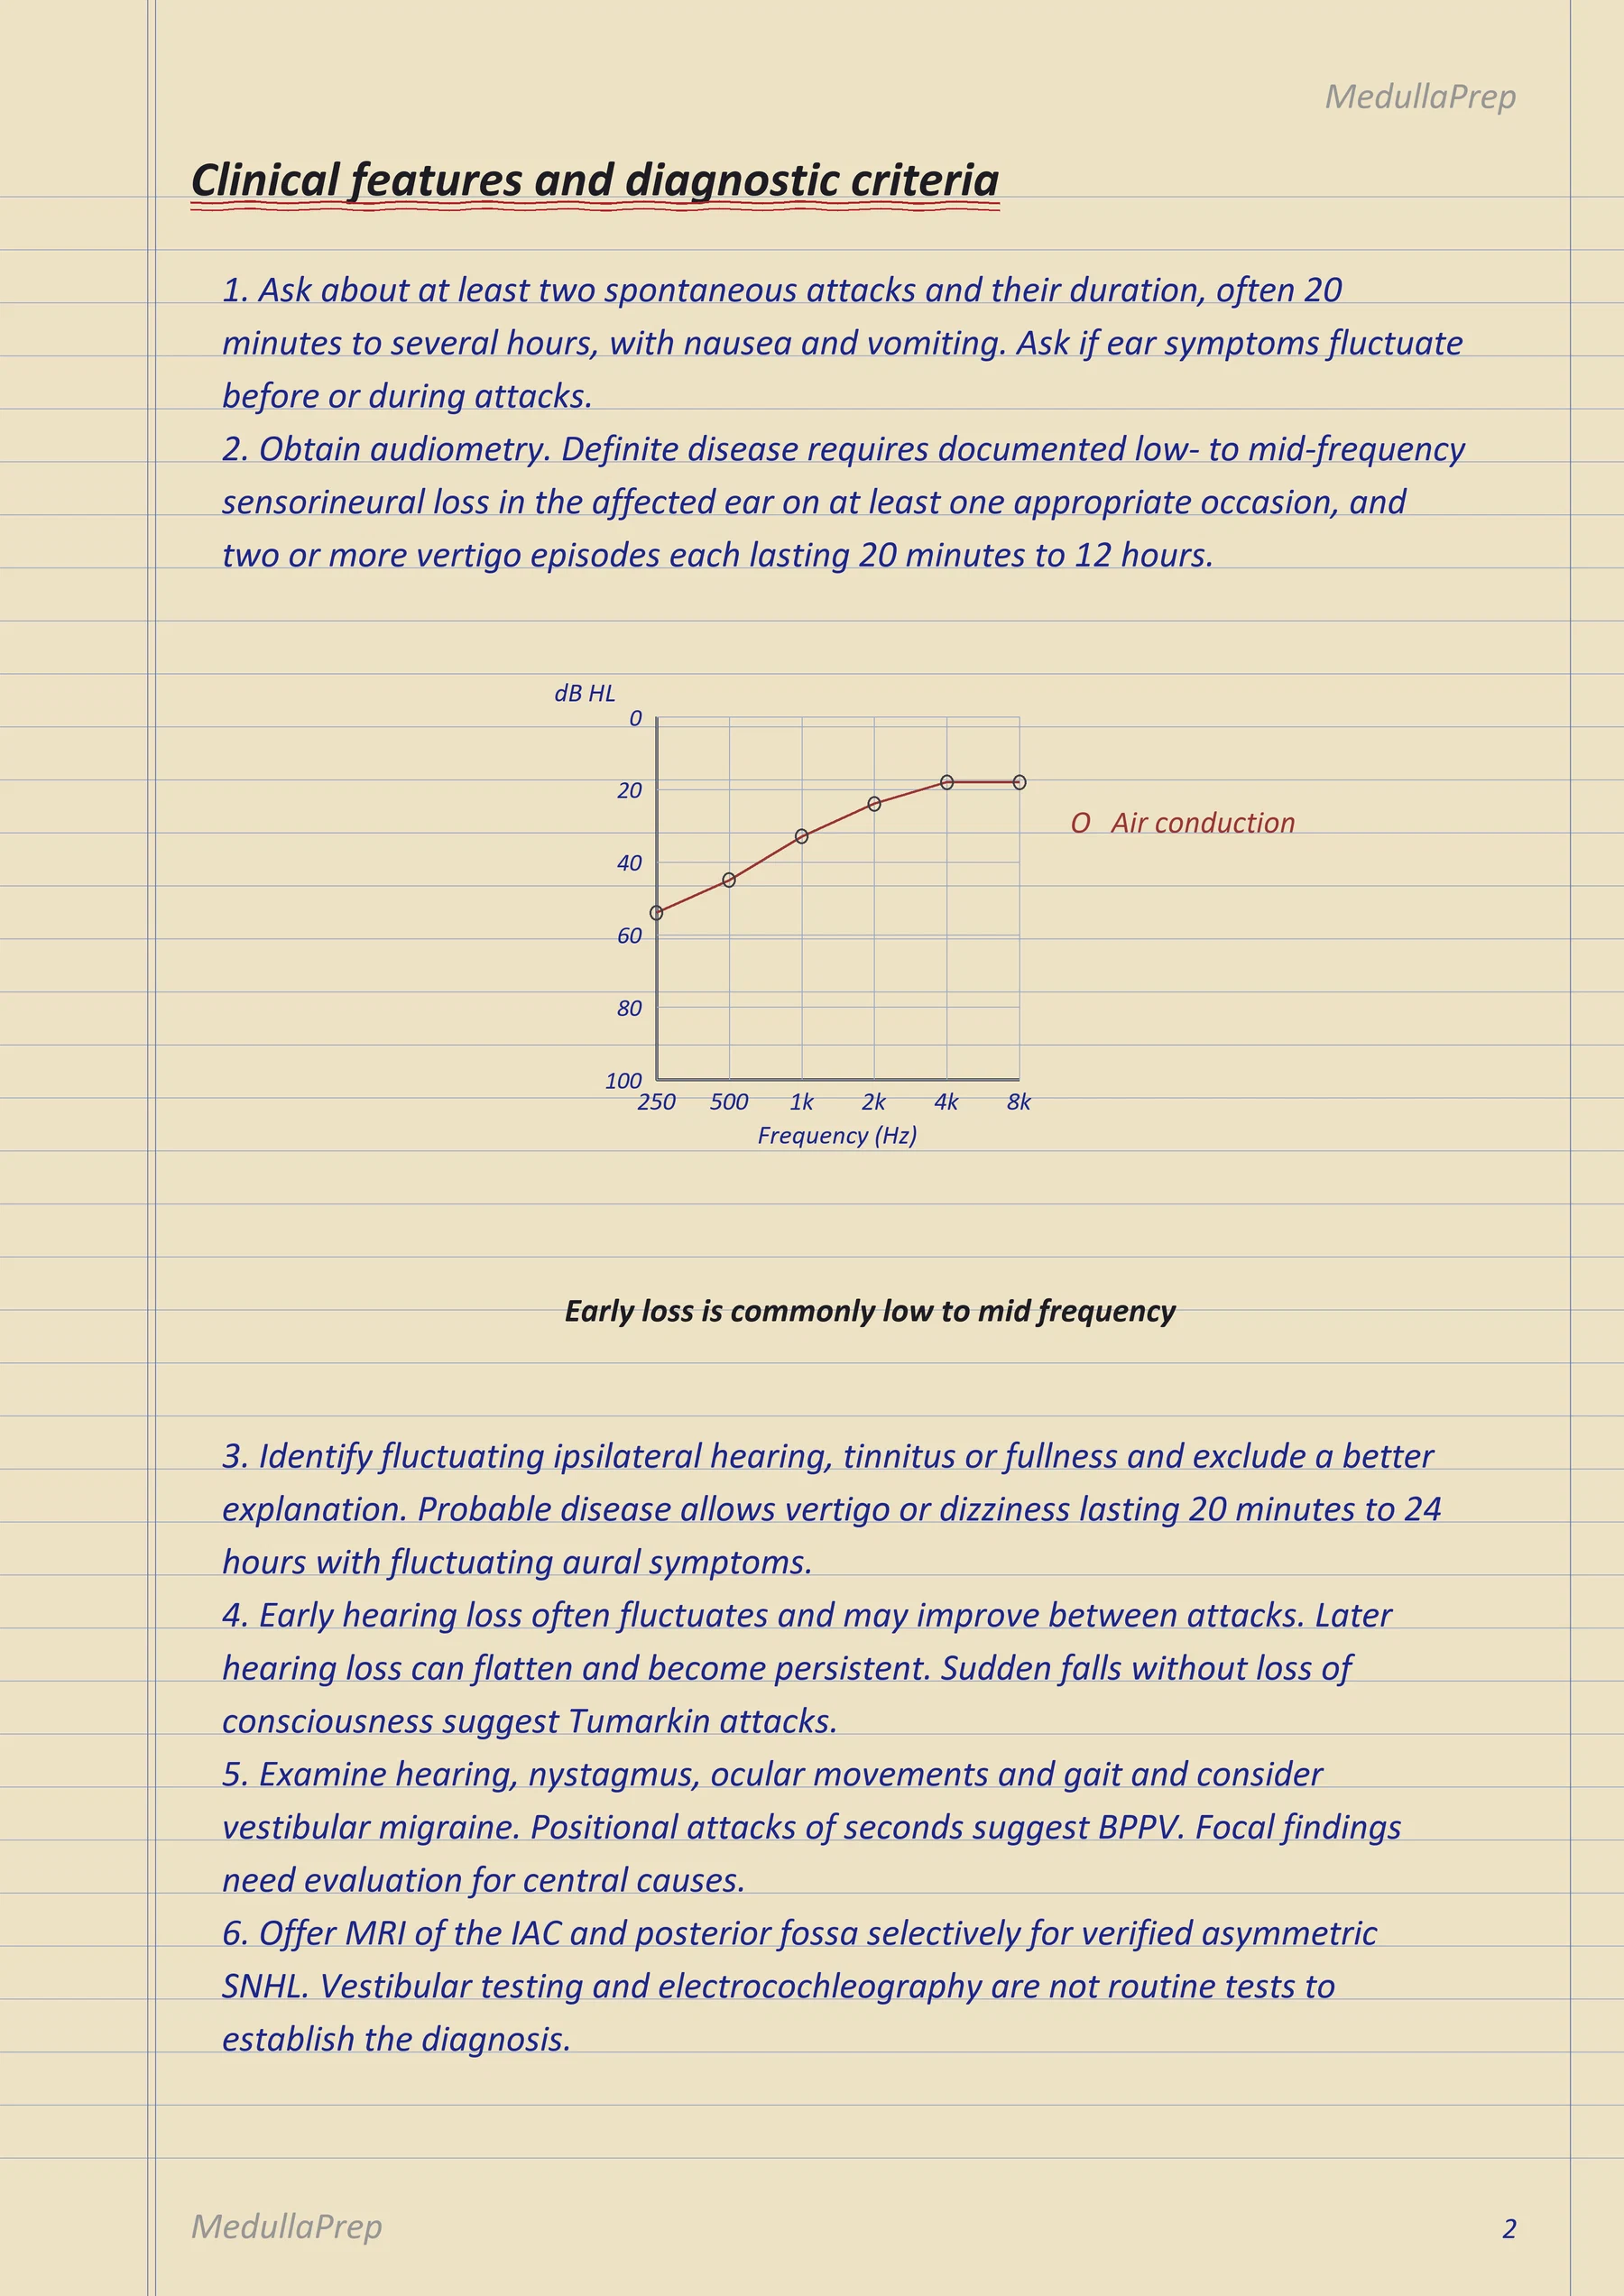 MedullaPrep
Clinical features and diagnostic criteria
1. Ask about at least two spontaneous attacks and their duration, often 20
minutes to several hours, with nausea and vomiting. Ask if ear symptoms fluctuate
before or during attacks.
2. Obtain audiometry. Definite disease requires documented low- to mid-frequency
sensorineural loss in the affected ear on at least one appropriate occasion, and
two or more vertigo episodes each lasting 20 minutes to 12 hours.
dB HL
0
20
40
60
80
100
250 500 1k 2k 4k 8k
Frequency (Hz)
O Air conduction
Early loss is commonly low to mid frequency
3. Identify fluctuating ipsilateral hearing, tinnitus or fullness and exclude a better
explanation. Probable disease allows vertigo or dizziness lasting 20 minutes to 24
hours with fluctuating aural symptoms.
4. Early hearing loss often fluctuates and may improve between attacks. Later
hearing loss can flatten and become persistent. Sudden falls without loss of
consciousness suggest Tumarkin attacks.
5. Examine hearing, nystagmus, ocular movements and gait and consider
vestibular migraine. Positional attacks of seconds suggest BPPV. Focal findings
need evaluation for central causes.
6. Offer MRI of the IAC and posterior fossa selectively for verified asymmetric
SNHL. Vestibular testing and electrocochleography are not routine tests to
establish the diagnosis.
MedullaPrep
2